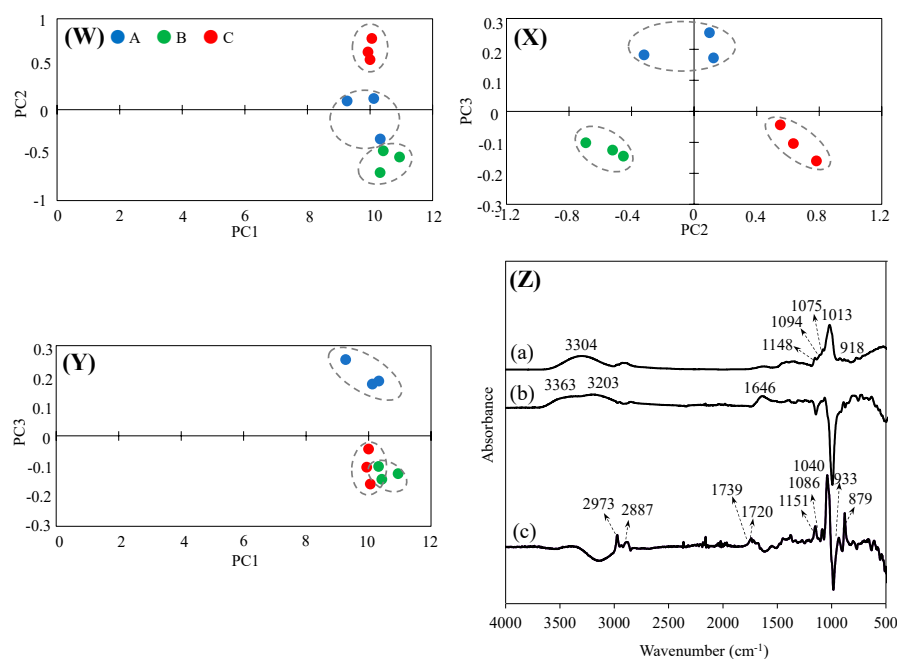 (W)
A
B
C
1
0.5
0
-0.5
-1
PC2
0 2 4 6 8 10 12
PC1
(X)
0.3
0.2
0.1
0
-0.1
-0.2
-0.3
PC3
-1.2 -0.8 -0.4 0 0.4 0.8 1.2
PC2
(Y)
0.3
0.2
0.1
0
-0.1
-0.2
-0.3
PC3
0 2 4 6 8 10 12
PC1
(Z)
1075
1013
1094
1148
918
3304
(a)
3363 3203
1646
(b)
1040
933
1086
1739
1151
879
2973
2887
1720
(c)
Absorbance
4000 3500 3000 2500 2000 1500 1000 500
Wavenumber (cm-1)